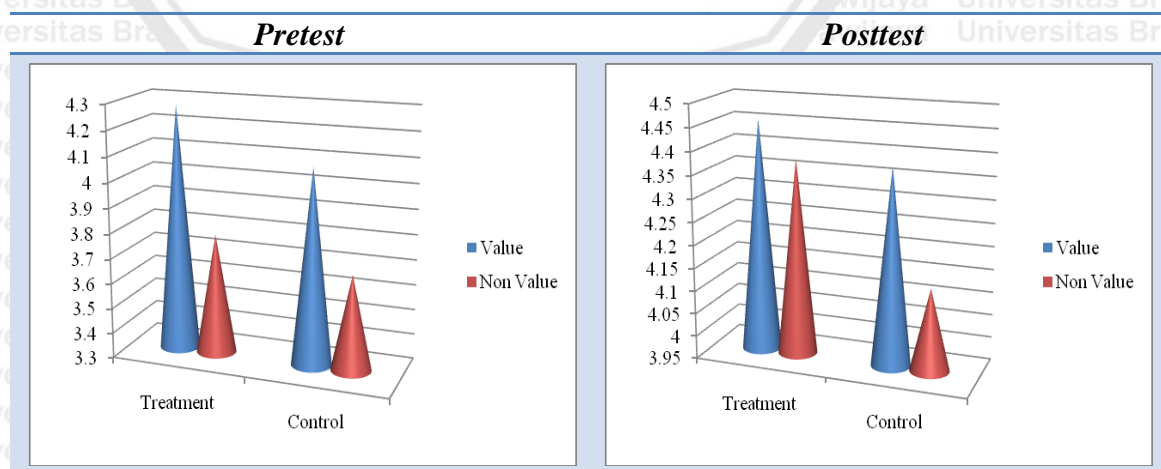 Pretest
Posttest
4.3
4.2
4.1
4
3.9
3.8
3.7
3.6
3.5
3.4
3.3
Treatment
Control
Value
Non Value
4.5
4.45
4.4
4.35
4.3
4.25
4.2
4.15
4.1
4.05
4
3.95
Treatment
Control
Value
Non Value